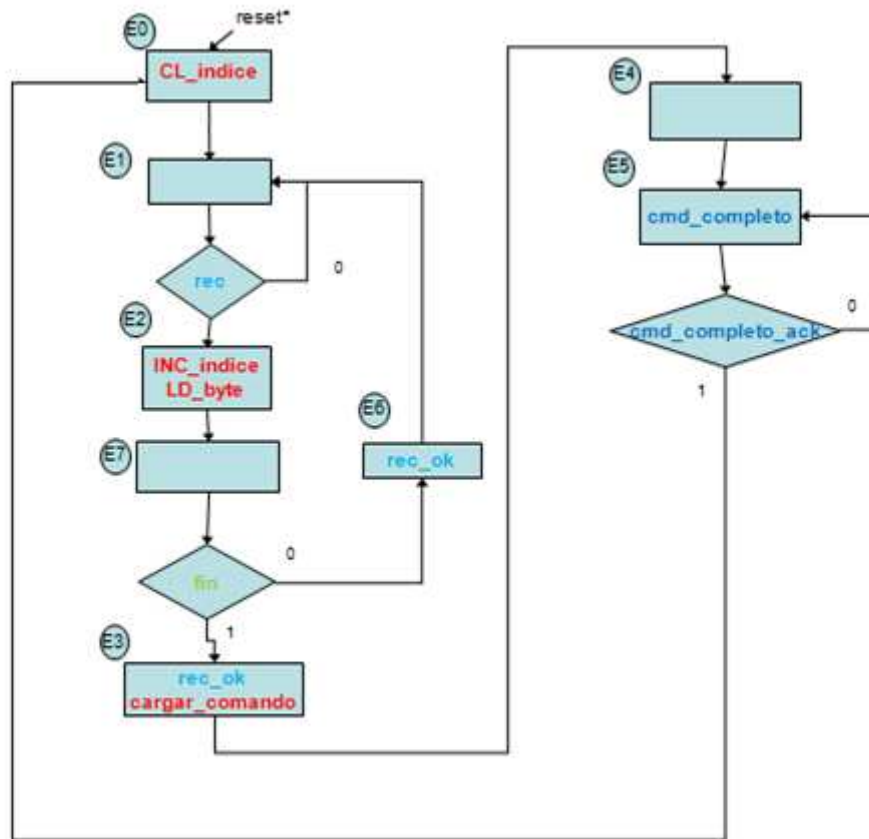 reset*
E0
CL_indice
E1
rec
0
E2
INC_indice
LD_byte
E7
E6
rec_ok
fin
0
1
E3
rec_ok
cargar_comando
E4
E5
cmd_completo
cmd_completo_ack
0
1